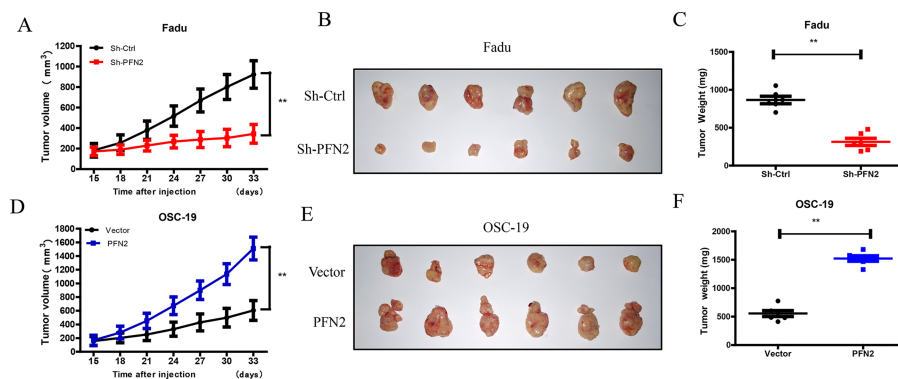 A
Fadu
Sh-Ctrl
Sh-PFN2
Tumor volume ( mm³)
1200
1000
800
600
400
200
0
**
15 18 21 24 27 30 33
Time after injection (days)
B
Fadu
Sh-Ctrl
Sh-PFN2
C
Fadu
**
Tumor Weight (mg)
1500
1000
500
0
Sh-Ctrl Sh-PFN2
D
OSC-19
Vector
PFN2
Tumor volume ( mm³)
1800
1600
1400
1200
1000
800
600
400
200
0
**
15 18 21 24 27 30 33
Time after injection (days)
E
OSC-19
Vector
PFN2
F
OSC-19
**
Tumor weight (mg)
2000
1500
1000
500
0
Vector PFN2